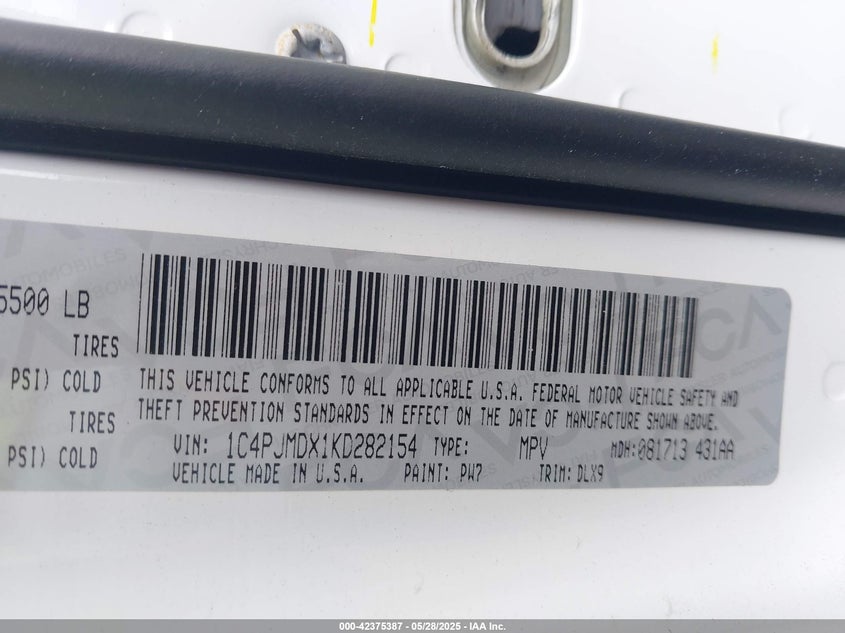 5500 LB
TIRES
PSI) COLD
TIRES
PSI) COLD
THIS VEHICLE CONFORMS TO ALL APPLICABLE U.S.A. FEDERAL MOTOR VEHICLE SAFETY AND
THEFT PREVENTION STANDARDS IN EFFECT ON THE DATE OF MANUFACTURE SHOWN ABOVE.
VIN: 1C4PJMDX1KD282154 TYPE: MPV MDH:081713 431AA
VEHICLE MADE IN U.S.A. PAINT: PW7 TRIM: DLX9
000-42375387 - 05/28/2025 - IAA Inc.